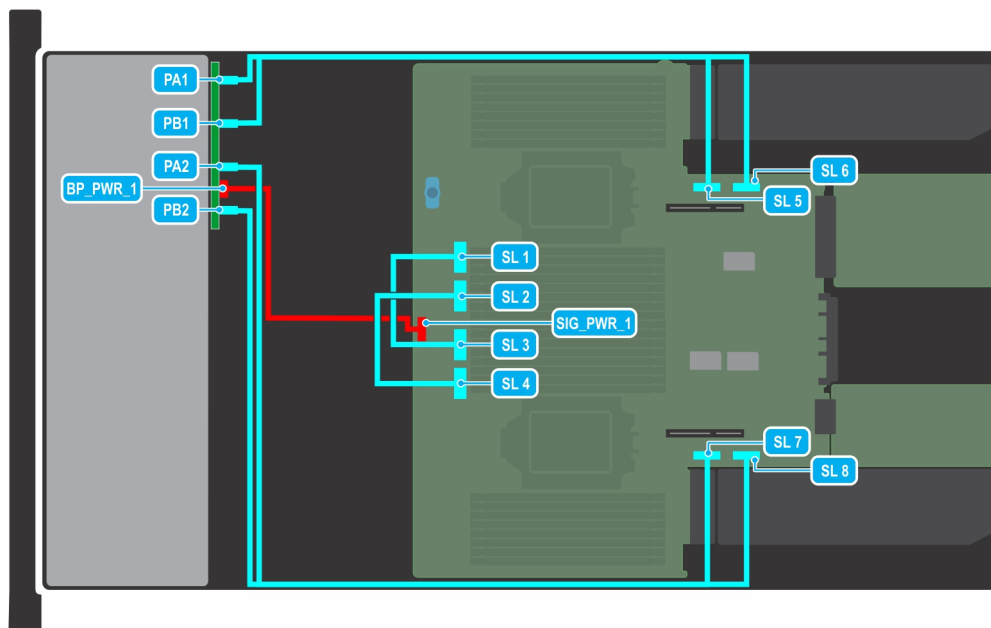 PA1
PB1
PA2
BP_PWR_1
PB2
SL 6
SL 5
SL 1
SL 2
SIG_PWR_1
SL 3
SL 4
SL 7
SL 8